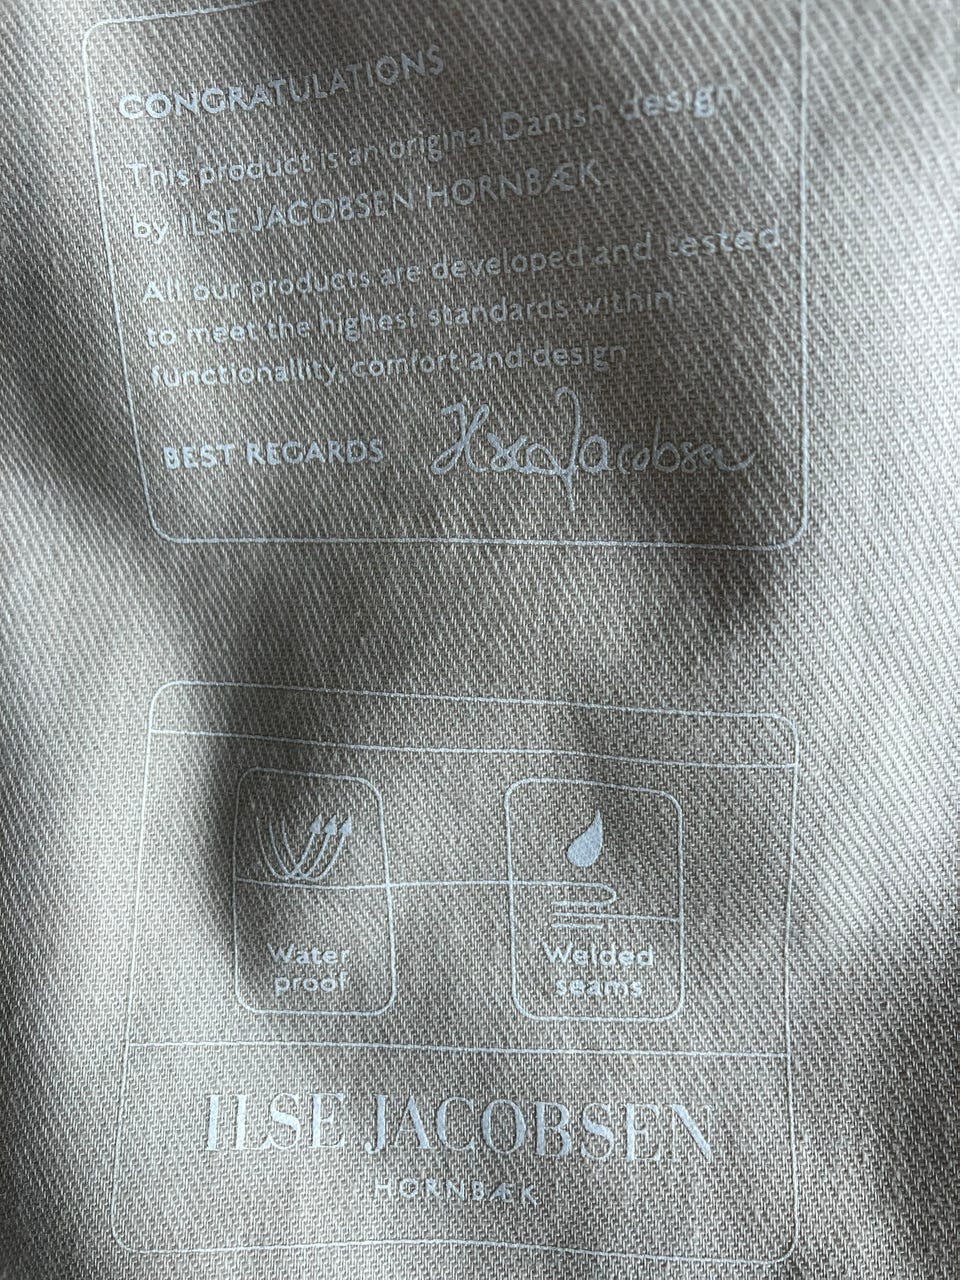 CONGRATULATIONS
This product is an original Danish design
by ILSE JACOBSEN HORNBÆK.
All our products are developed and tested
to meet the highest standards within
functionallity, comfort and design.
BEST REGARDS Ilse Jacobsen
Water
proof
Welded
seams
ILSE JACOBSEN
HORNBÆK